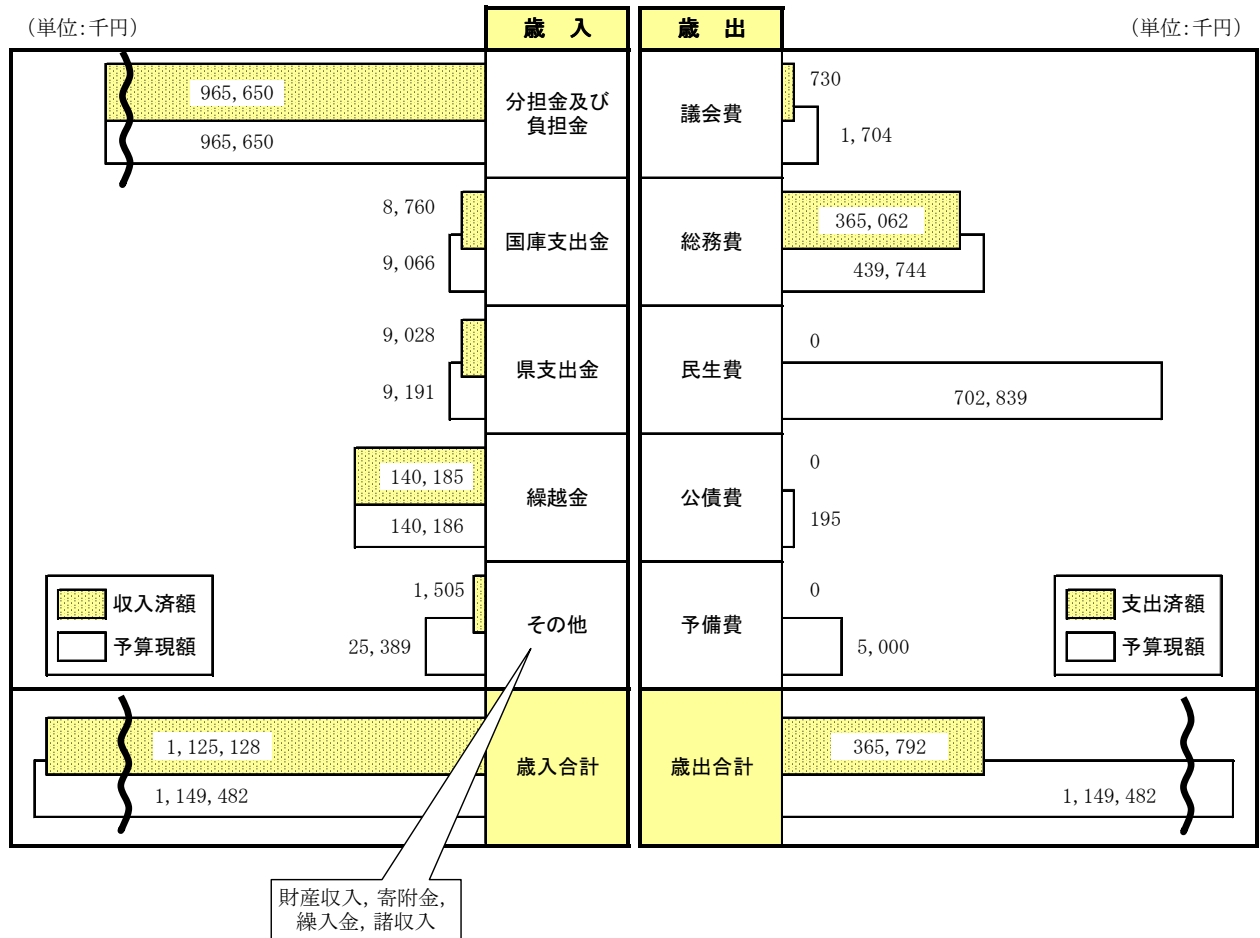 (単位:千円)
歳 入
歳 出
(単位:千円)
965,650
965,650
分担金及び
負担金
議会費
730
1,704
8,760
9,066
国庫支出金
総務費
365,062
439,744
9,028
9,191
県支出金
民生費
0
702,839
140,185
140,186
繰越金
公債費
0
195
収入済額
予算現額
1,505
25,389
その他
予備費
0
5,000
支出済額
予算現額
1,125,128
1,149,482
歳入合計
歳出合計
365,792
1,149,482
財産収入, 寄附金,
繰入金, 諸収入